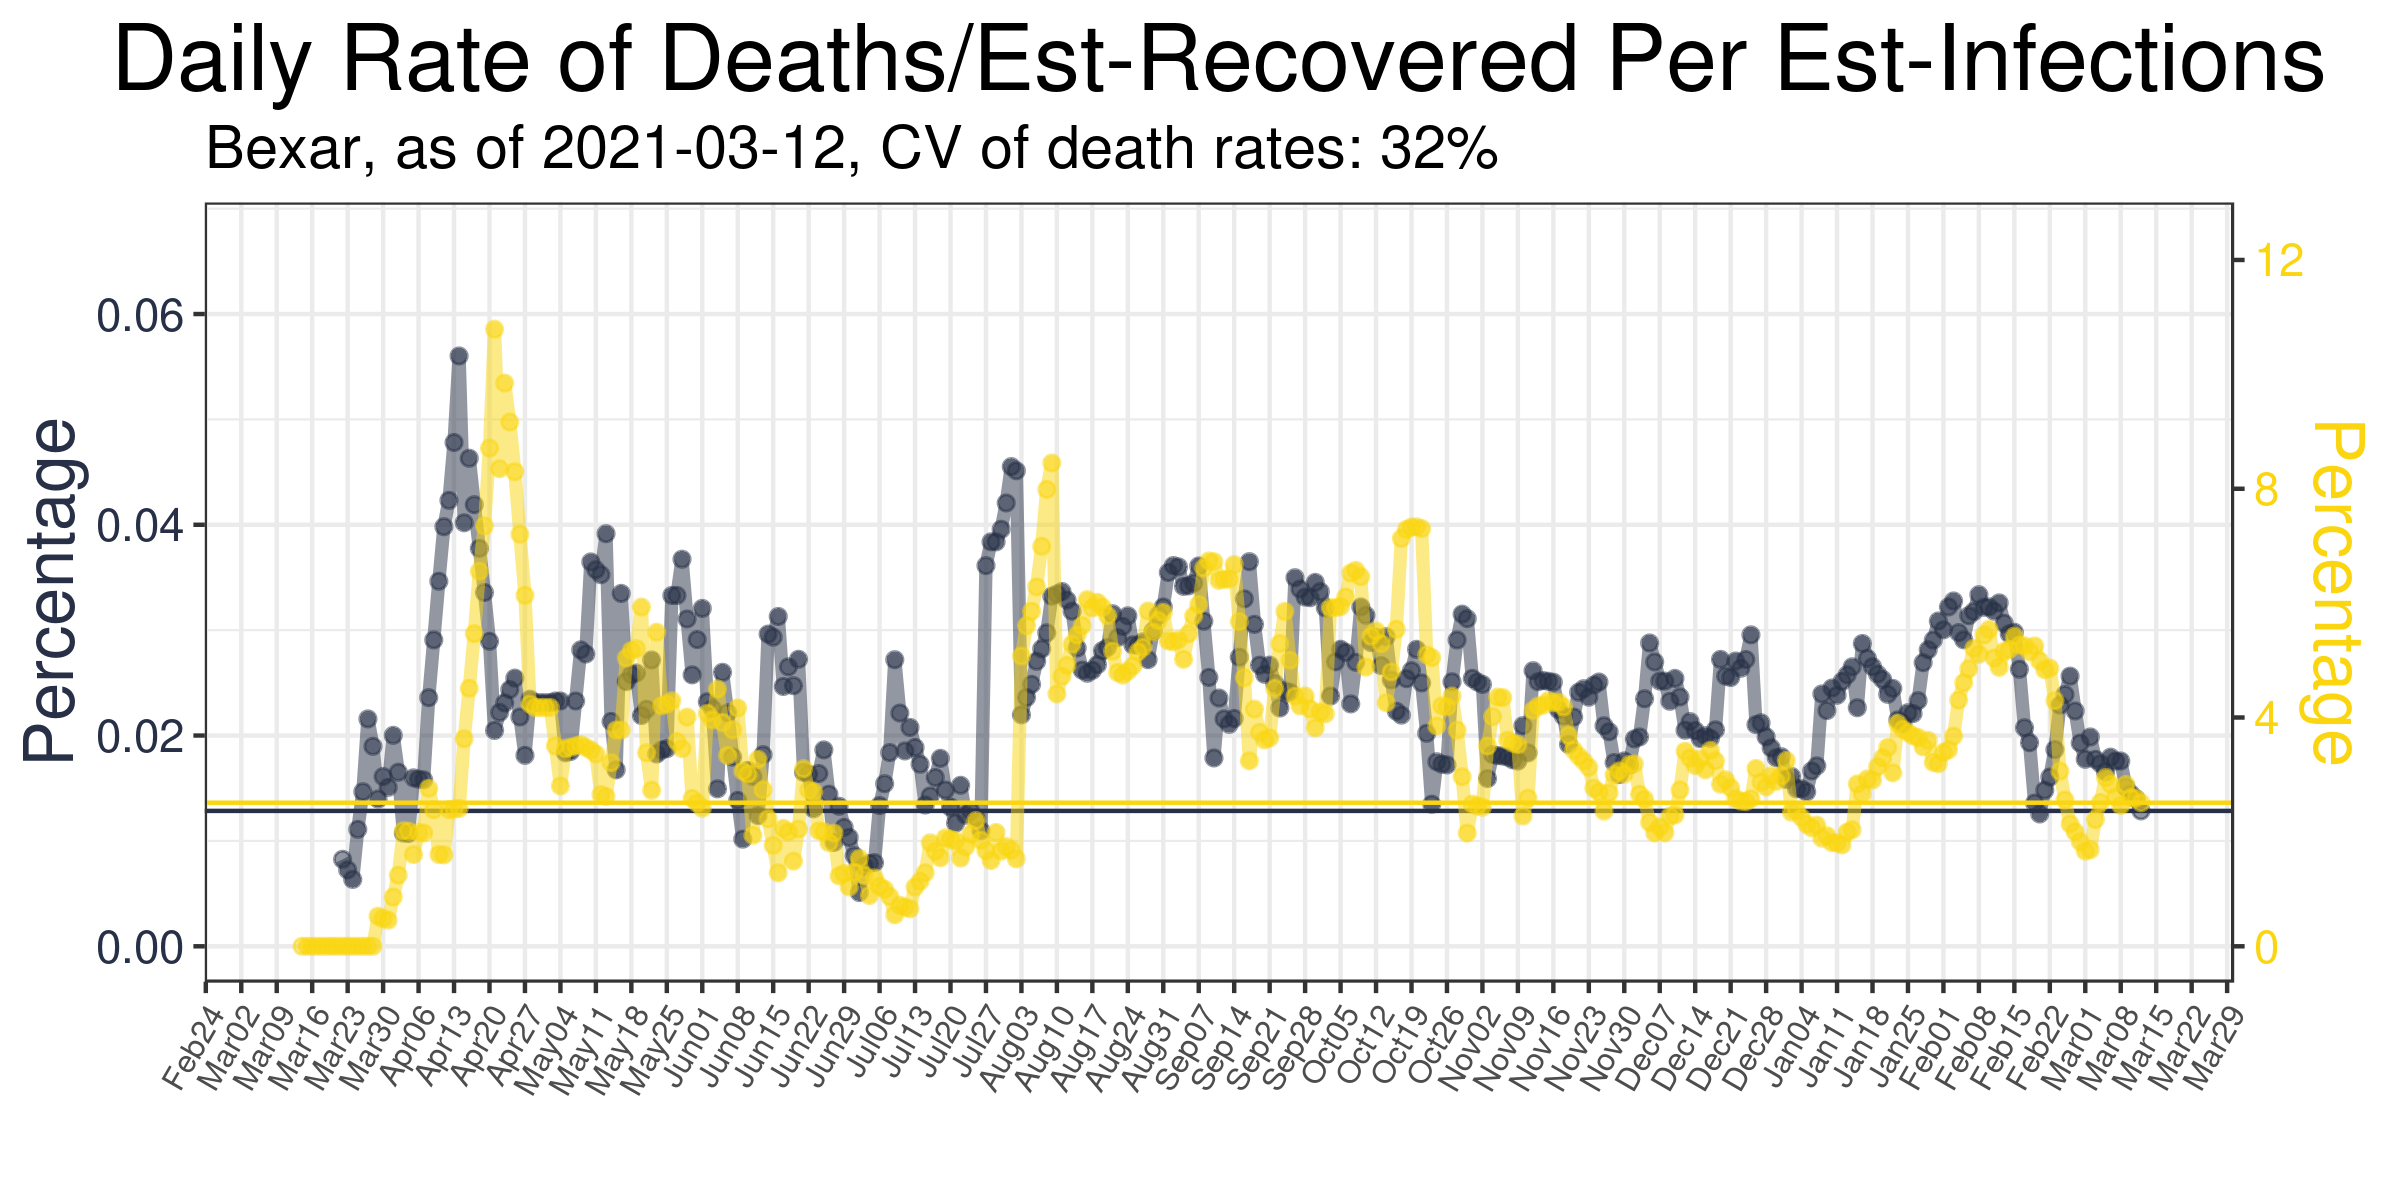 Daily Rate of Deaths/Est-Recovered Per Est-Infections
Bexar, as of 2021-03-12, CV of death rates: 32%
Percentage
0.06
0.04
0.02
0.00
12
8
4
0
Percentage
Feb24
Mar02
Mar09
Mar16
Mar23
Mar30
Apr06
Apr13
Apr20
Apr27
May04
May11
May18
May25
Jun01
Jun08
Jun15
Jun22
Jun29
Jul06
Jul13
Jul20
Jul27
Aug03
Aug10
Aug17
Aug24
Aug31
Sep07
Sep14
Sep21
Sep28
Oct05
Oct12
Oct19
Oct26
Nov02
Nov09
Nov16
Nov23
Nov30
Dec07
Dec14
Dec21
Dec28
Jan04
Jan11
Jan18
Jan25
Feb01
Feb08
Feb15
Feb22
Mar01
Mar08
Mar15
Mar22
Mar29